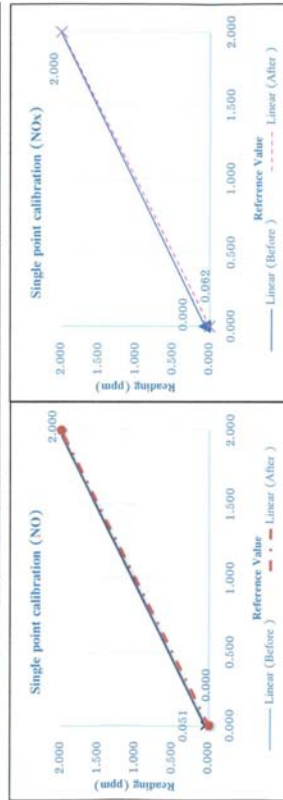 Single point calibration (NO)
Reading (ppm)
2.000
1.500
1.000
0.500
0.000
2.000
0.051
0.000
0.000
0.500
1.000
1.500
2.000
Reference Value
Linear (Before )
Linear (After)
Single point calibration (NOx)
Reading (ppm)
2.000
1.500
1.000
0.500
0.000
2.000
0.000
0.062
0.000
0.500
1.000
1.500
2.000
Reference Value
Linear (Before )
Linear (After)